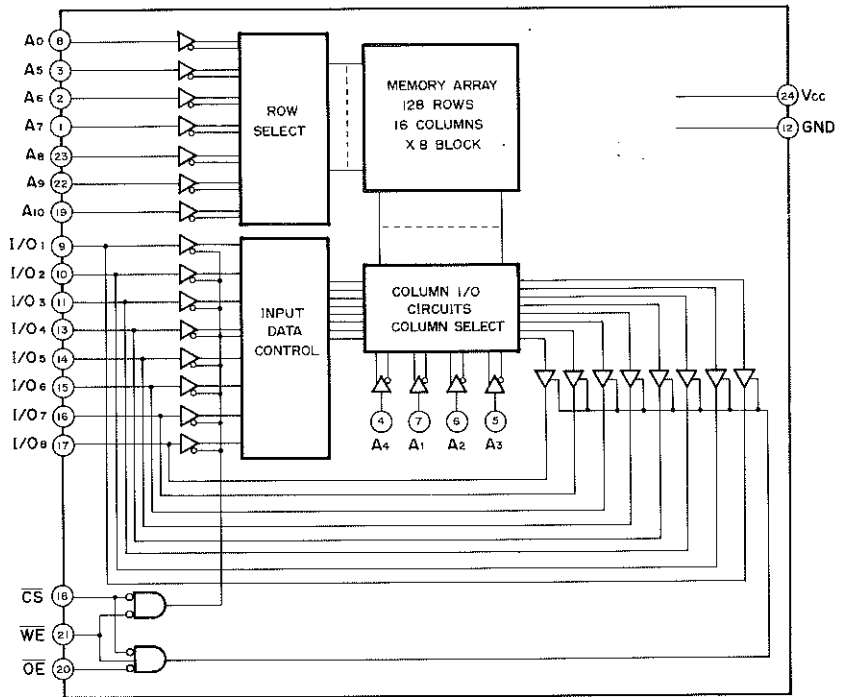 A0 8
A5 3
A6 2
A7 1
A8 23
A9 22
A10 19
I/O1 9
I/O2 10
I/O3 11
I/O4 13
I/O5 14
I/O6 15
I/O7 16
I/O8 17
ROW
SELECT
MEMORY ARRAY
128 ROWS
16 COLUMNS
X 8 BLOCK
24 Vcc
12 GND
INPUT
DATA
CONTROL
COLUMN I/O
CIRCUITS
COLUMN SELECT
4 7 6 5
A4 A1 A2 A3
CS 18
WE 21
OE 20